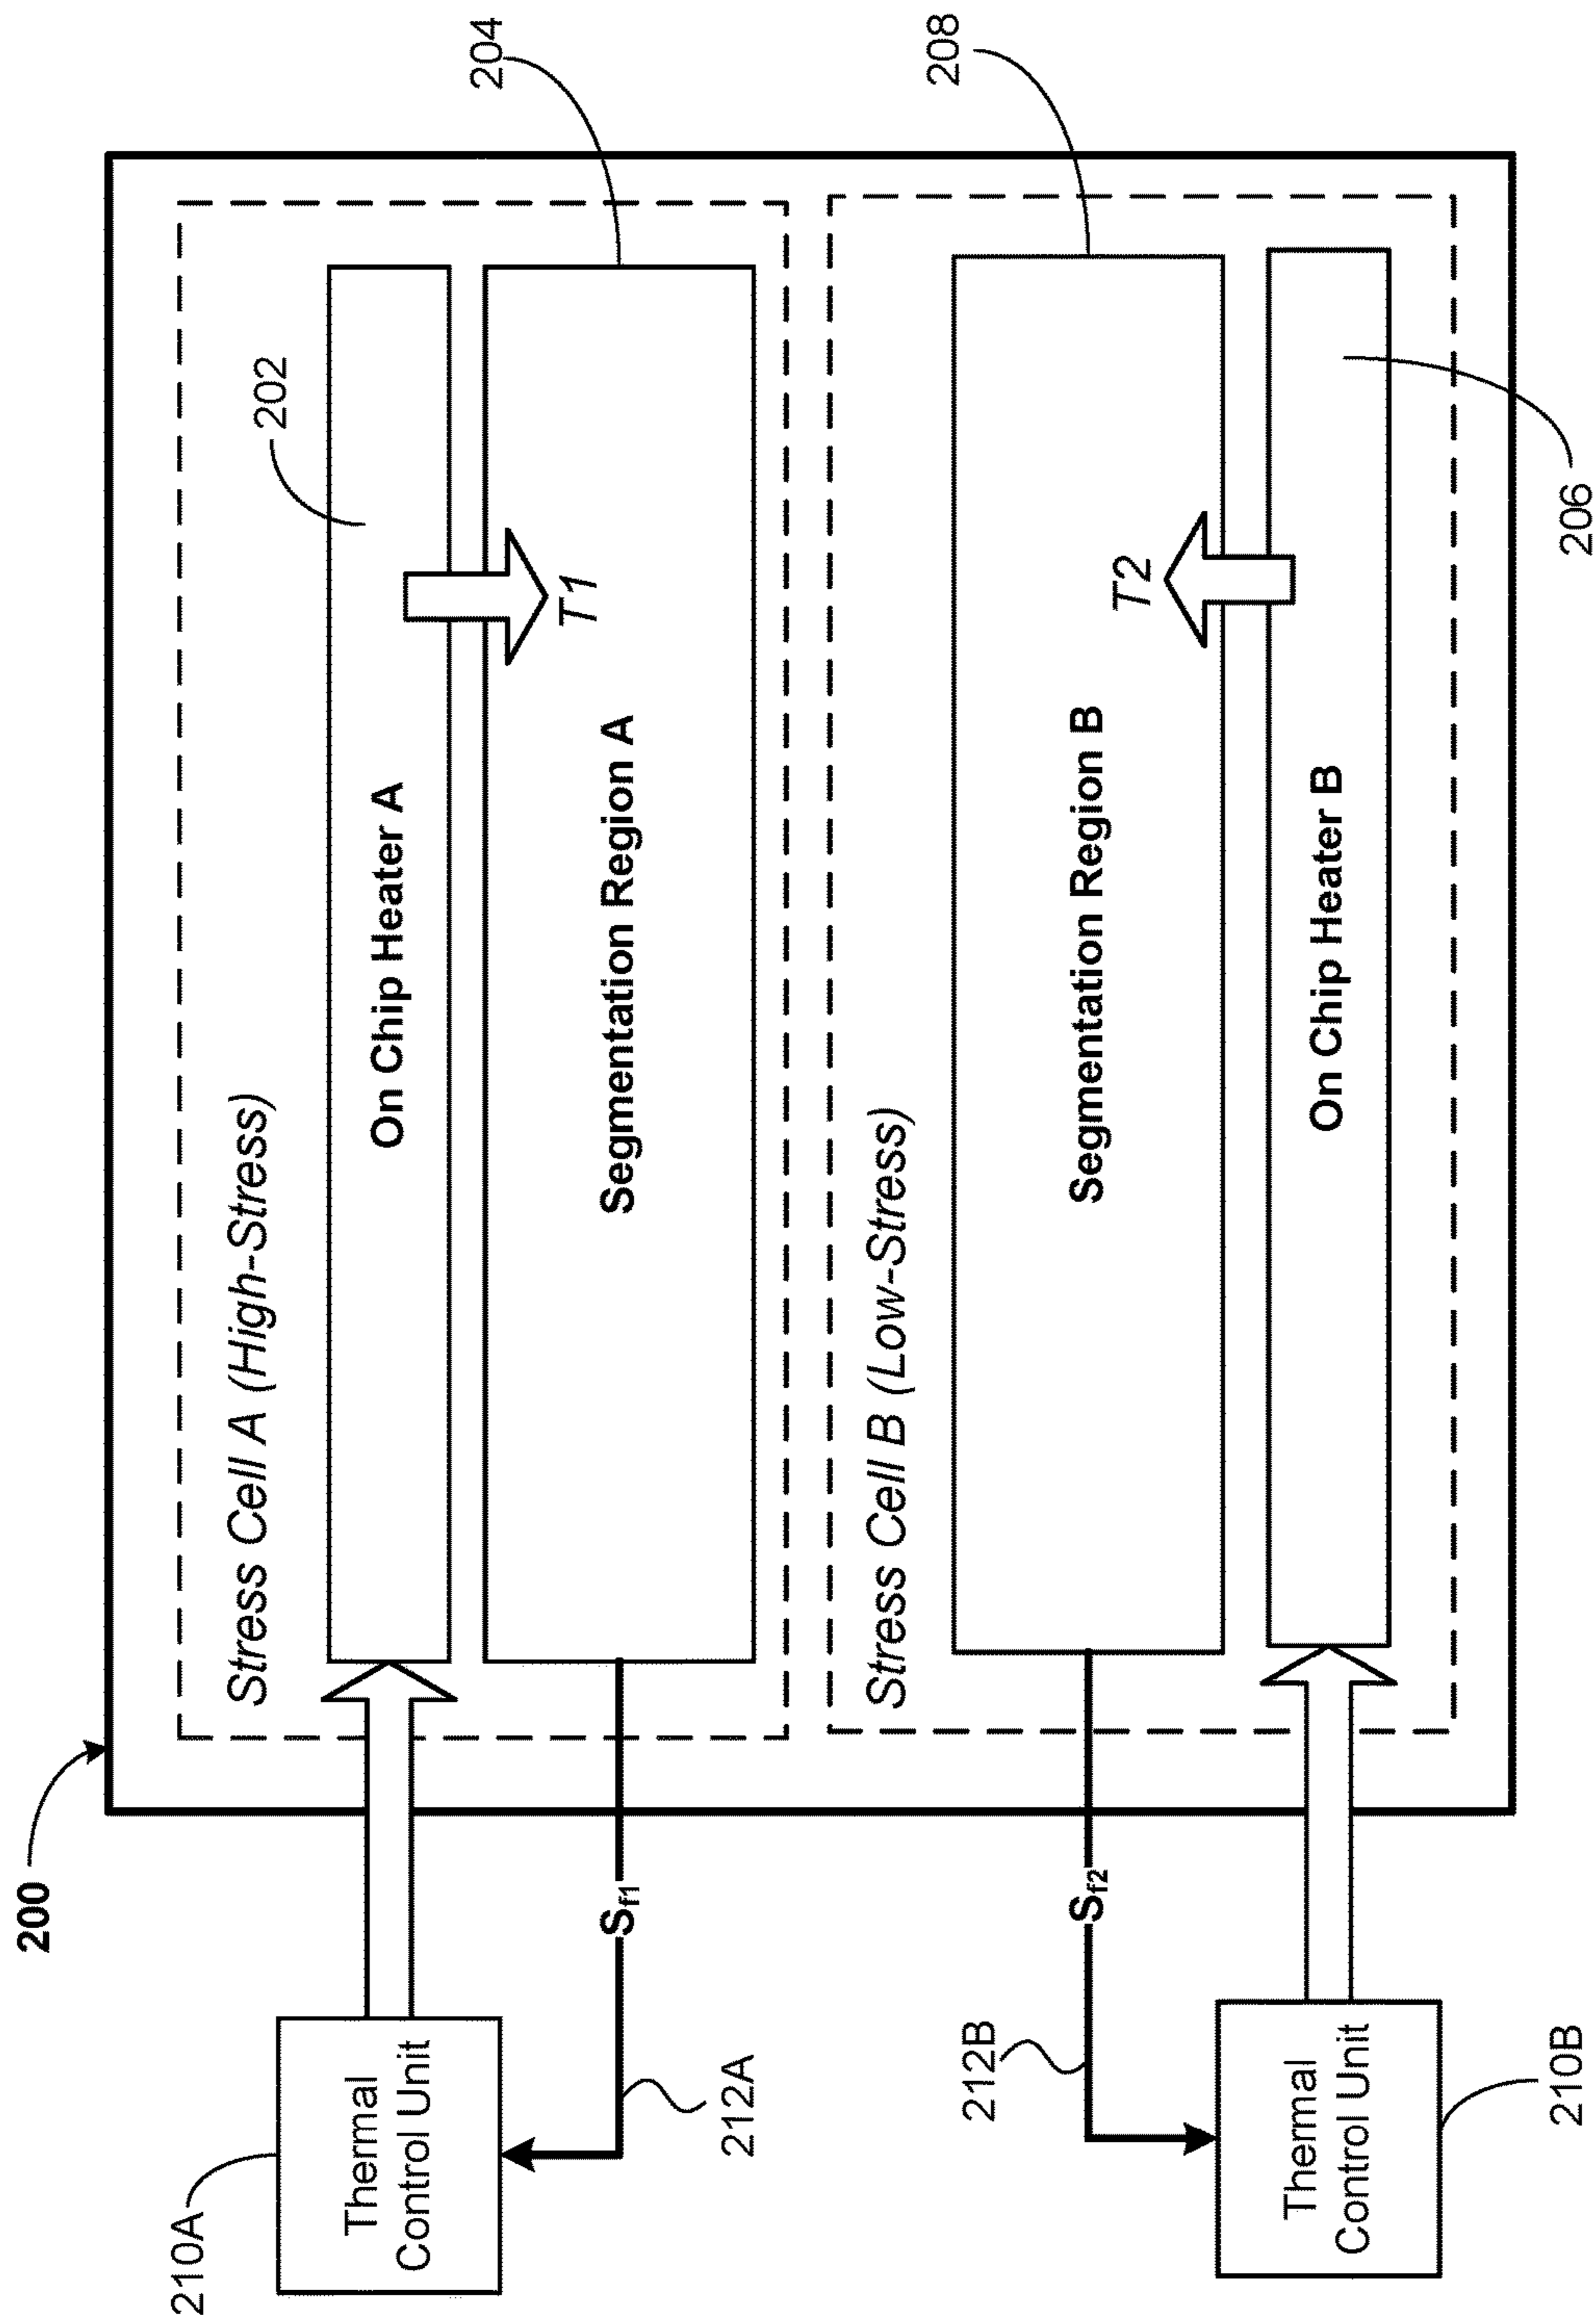 200
Stress Cell A (High-Stress)
202
On Chip Heater A
T1
204
Segmentation Region A
210A
Thermal
Control Unit
Sf1
212A
Stress Cell B (Low-Stress)
208
Segmentation Region B
T2
On Chip Heater B
206
Sf2
212B
Thermal
Control Unit
210B